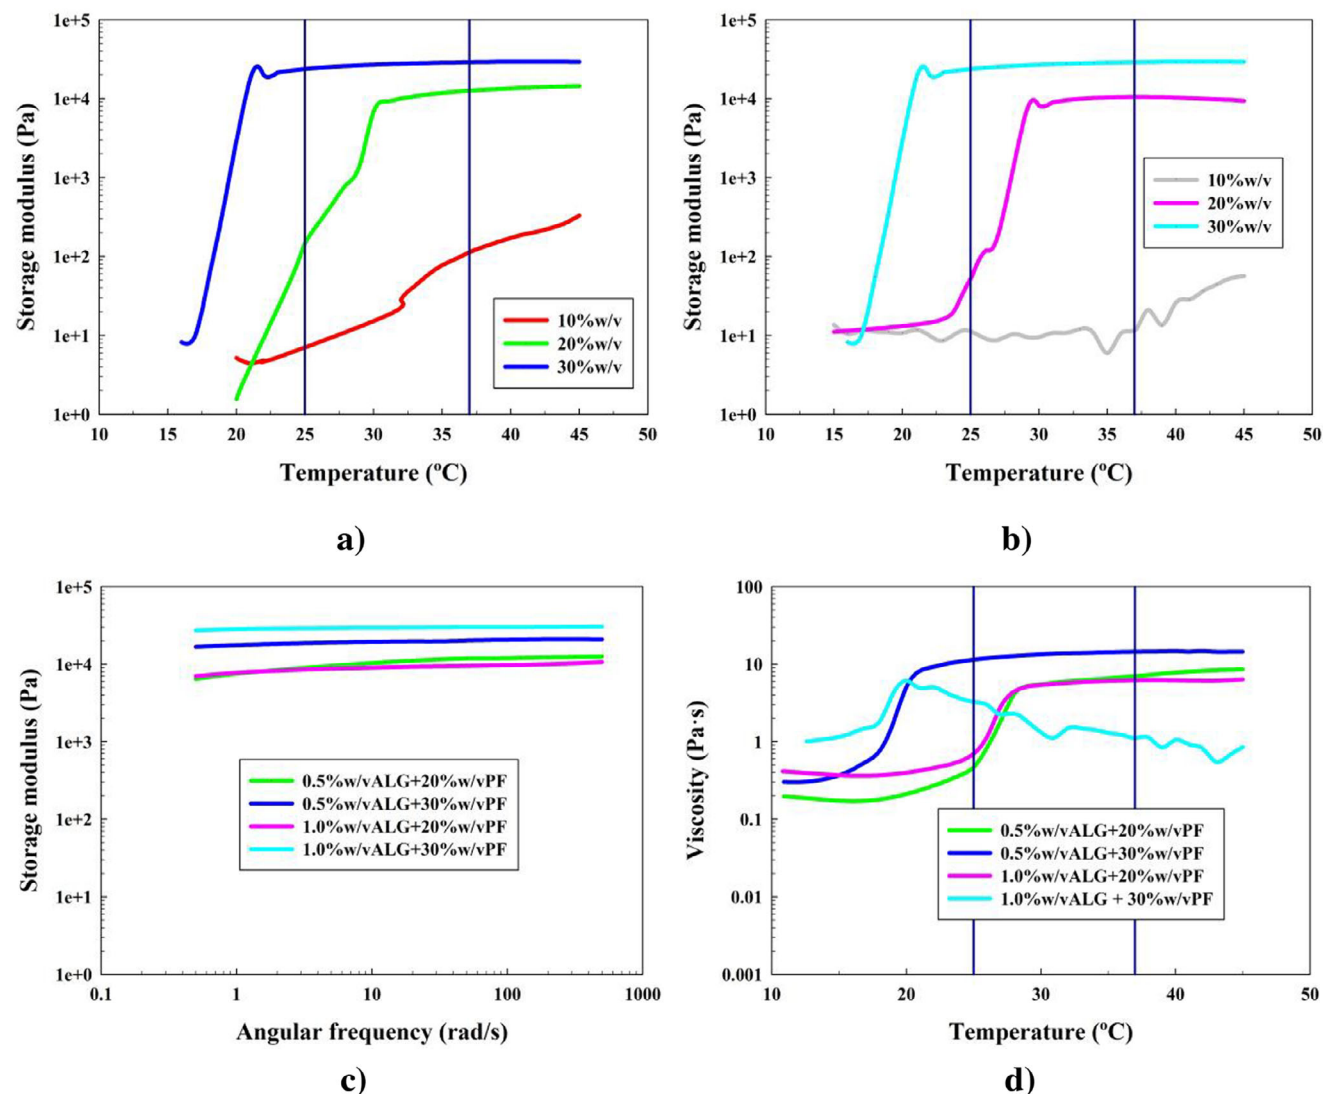 1e+5
1e+4
1e+3
1e+2
1e+1
1e+0
Storage modulus (Pa)
10%w/v
20%w/v
30%w/v
10 15 20 25 30 35 40 45 50
Temperature (ºC)
a)
1e+5
1e+4
1e+3
1e+2
1e+1
1e+0
Storage modulus (Pa)
10%w/v
20%w/v
30%w/v
10 15 20 25 30 35 40 45 50
Temperature (ºC)
b)
1e+5
1e+4
1e+3
1e+2
1e+1
1e+0
Storage modulus (Pa)
0.5%w/vALG+20%w/vPF
0.5%w/vALG+30%w/vPF
1.0%w/vALG+20%w/vPF
1.0%w/vALG+30%w/vPF
0.1 1 10 100 1000
Angular frequency (rad/s)
c)
100
10
1
0.1
0.01
0.001
Viscosity (Pa·s)
0.5%w/vALG+20%w/vPF
0.5%w/vALG+30%w/vPF
1.0%w/vALG+20%w/vPF
1.0%w/vALG + 30%w/vPF
10 20 30 40 50
Temperature (ºC)
d)